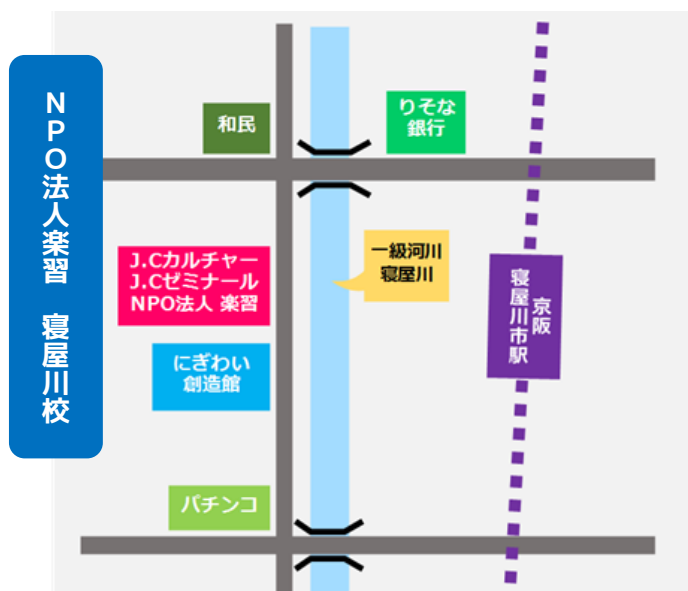 NPO法人楽習　寝屋川校
和民
りそな
銀行
J.Cカルチャー
J.Cゼミナール
NPO法人 楽習
一級河川
寝屋川
京阪
寝屋川市駅
にぎわい
創造館
パチンコ